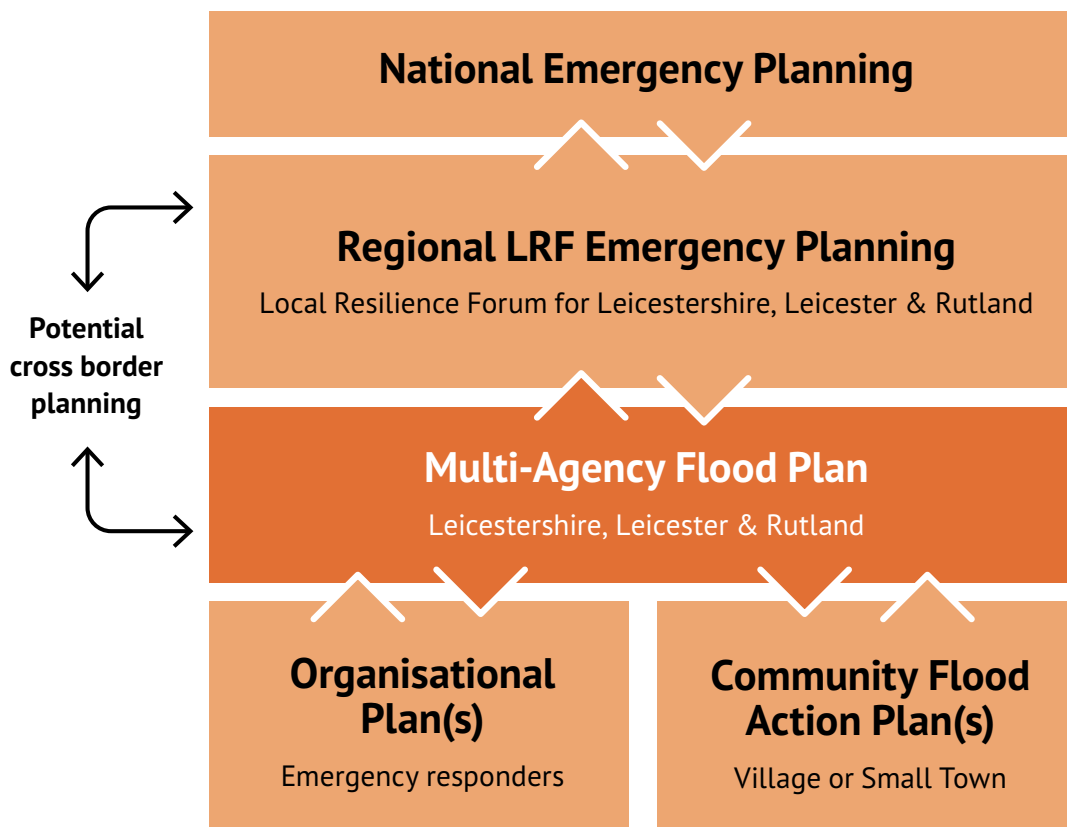 National Emergency Planning
Regional LRF Emergency Planning
Local Resilience Forum for Leicestershire, Leicester & Rutland
Potential
cross border
planning
Multi-Agency Flood Plan
Leicestershire, Leicester & Rutland
Organisational
Plan(s)
Emergency responders
Community Flood
Action Plan(s)
Village or Small Town